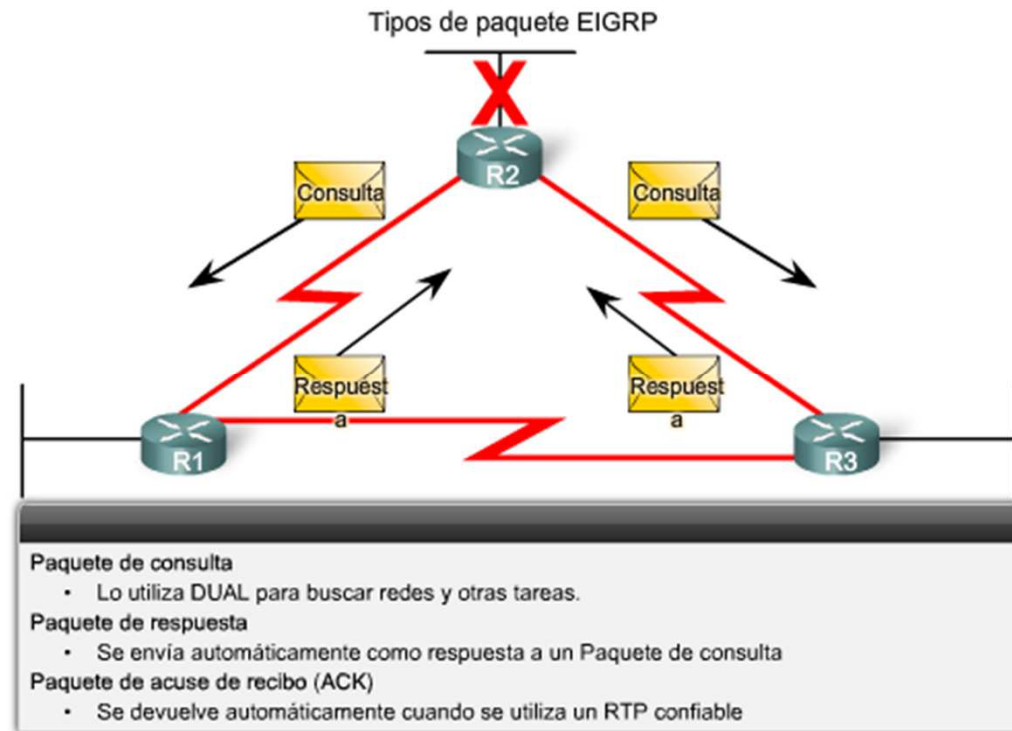 Tipos de paquete EIGRP
R2
Consulta
Consulta
Respuest
a
Respuest
a
R1
R3
Paquete de consulta
• Lo utiliza DUAL para buscar redes y otras tareas.
Paquete de respuesta
• Se envía automáticamente como respuesta a un Paquete de consulta
Paquete de acuse de recibo (ACK)
• Se devuelve automáticamente cuando se utiliza un RTP confiable